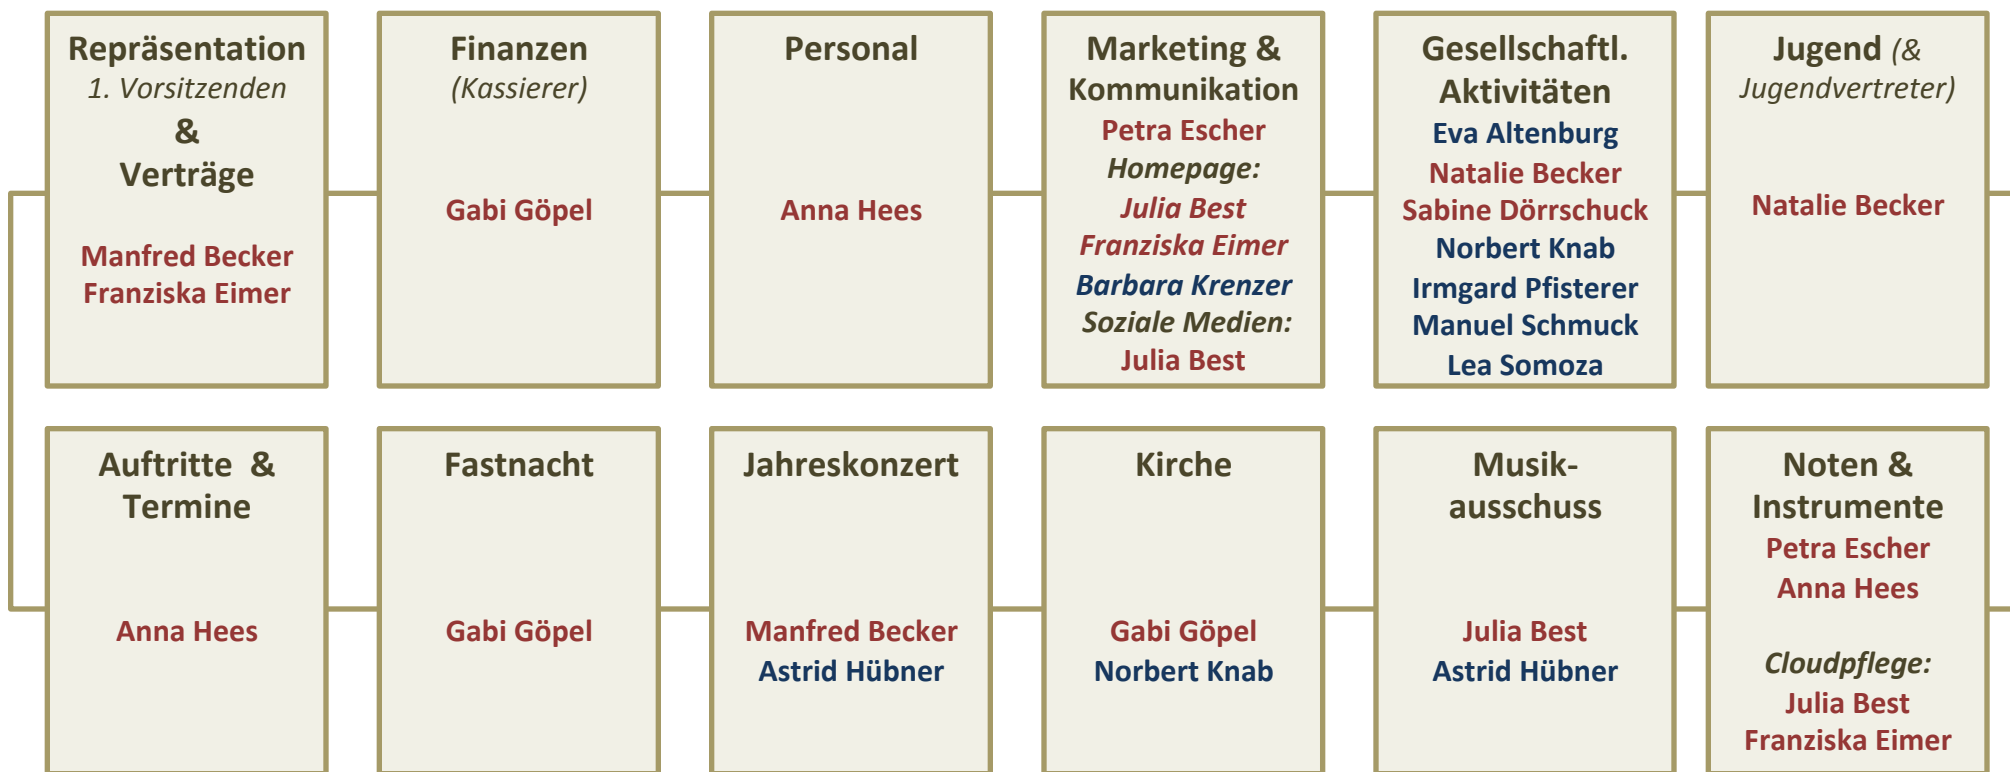 Repräsentation
1. Vorsitzenden
&
Verträge
Manfred Becker
Franziska Eimer
Finanzen
(Kassierer)
Gabi Göpel
Personal
Anna Hees
Marketing &
Kommunikation
Petra Escher
Homepage:
Julia Best
Franziska Eimer
Barbara Krenzer
Soziale Medien:
Julia Best
Gesellschaftl.
Aktivitäten
Eva Altenburg
Natalie Becker
Sabine Dörrschuck
Norbert Knab
Irmgard Pfisterer
Manuel Schmuck
Lea Somoza
Jugend (&
Jugendvertreter)
Natalie Becker
Auftritte &
Termine
Anna Hees
Fastnacht
Gabi Göpel
Jahreskonzert
Manfred Becker
Astrid Hübner
Kirche
Gabi Göpel
Norbert Knab
Musik-
ausschuss
Julia Best
Astrid Hübner
Noten &
Instrumente
Petra Escher
Anna Hees
Cloudpflege:
Julia Best
Franziska Eimer